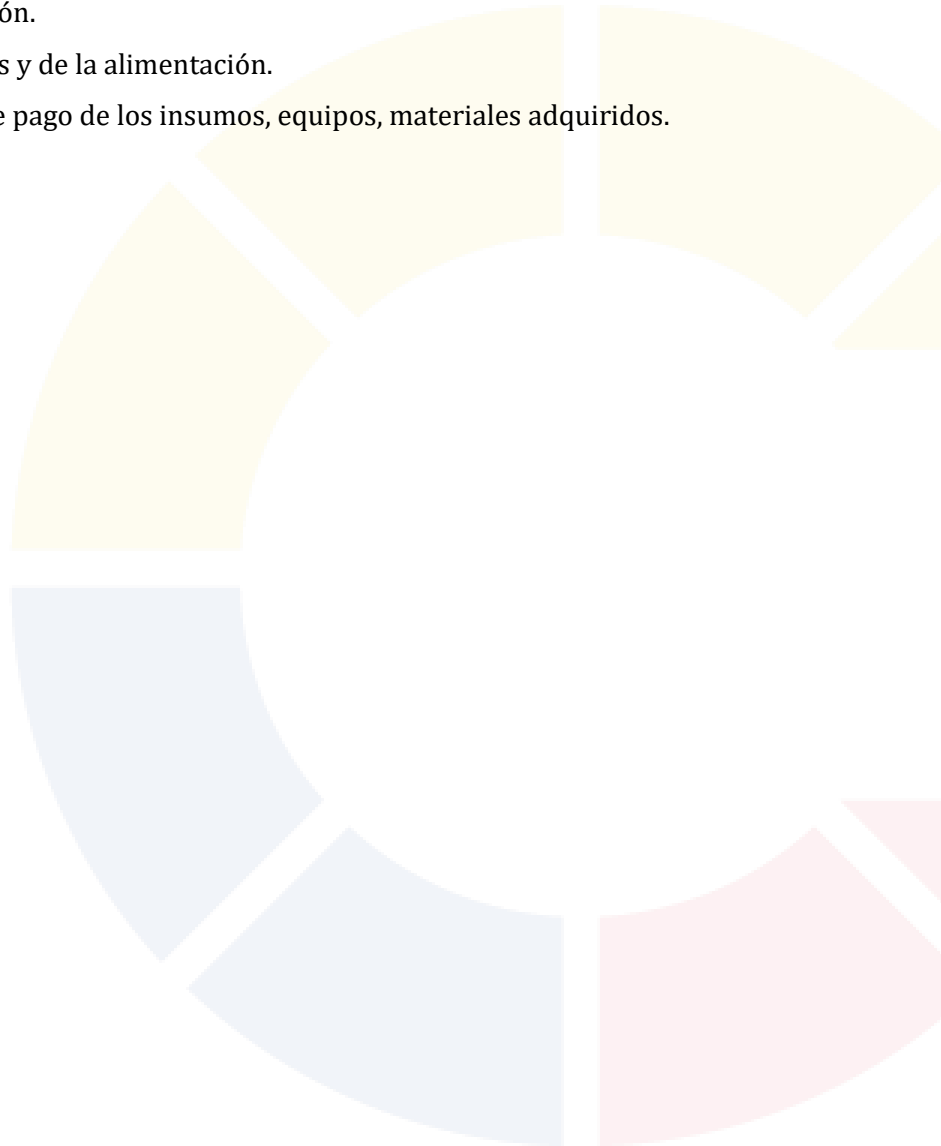 ón.
s y de la alimentación.
e pago de los insumos, equipos, materiales adquiridos.